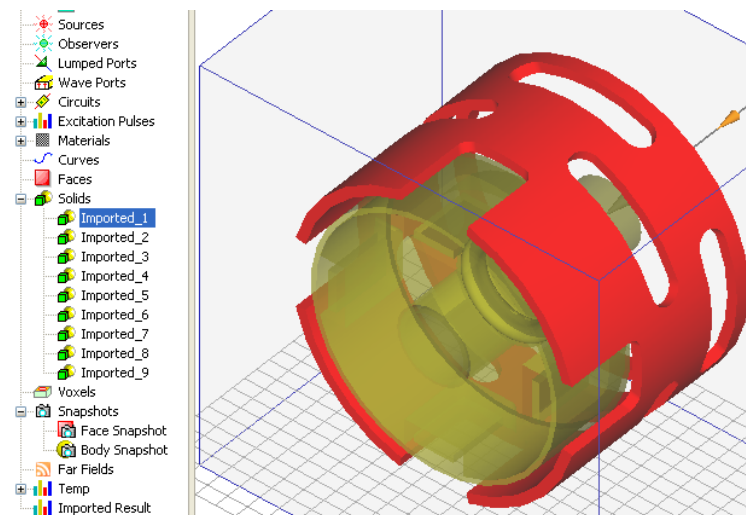 Sources
Observers
Lumped Ports
Wave Ports
Circuits
Excitation Pulses
Materials
Curves
Faces
Solids
Imported_1
Imported_2
Imported_3
Imported_4
Imported_5
Imported_6
Imported_7
Imported_8
Imported_9
Voxels
Snapshots
Face Snapshot
Body Snapshot
Far Fields
Temp
Imported Result